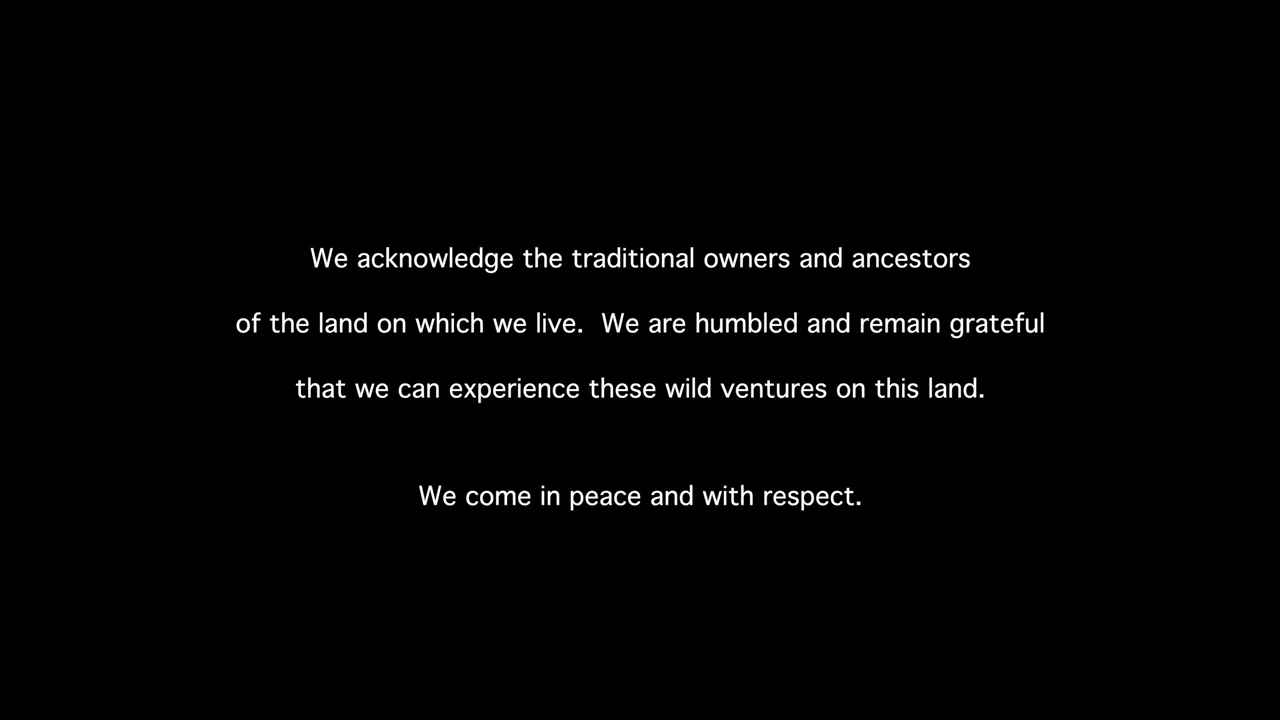 We acknowledge the traditional owners and ancestors
of the land on which we live.  We are humbled and remain grateful
that we can experience these wild ventures on this land.
We come in peace and with respect.